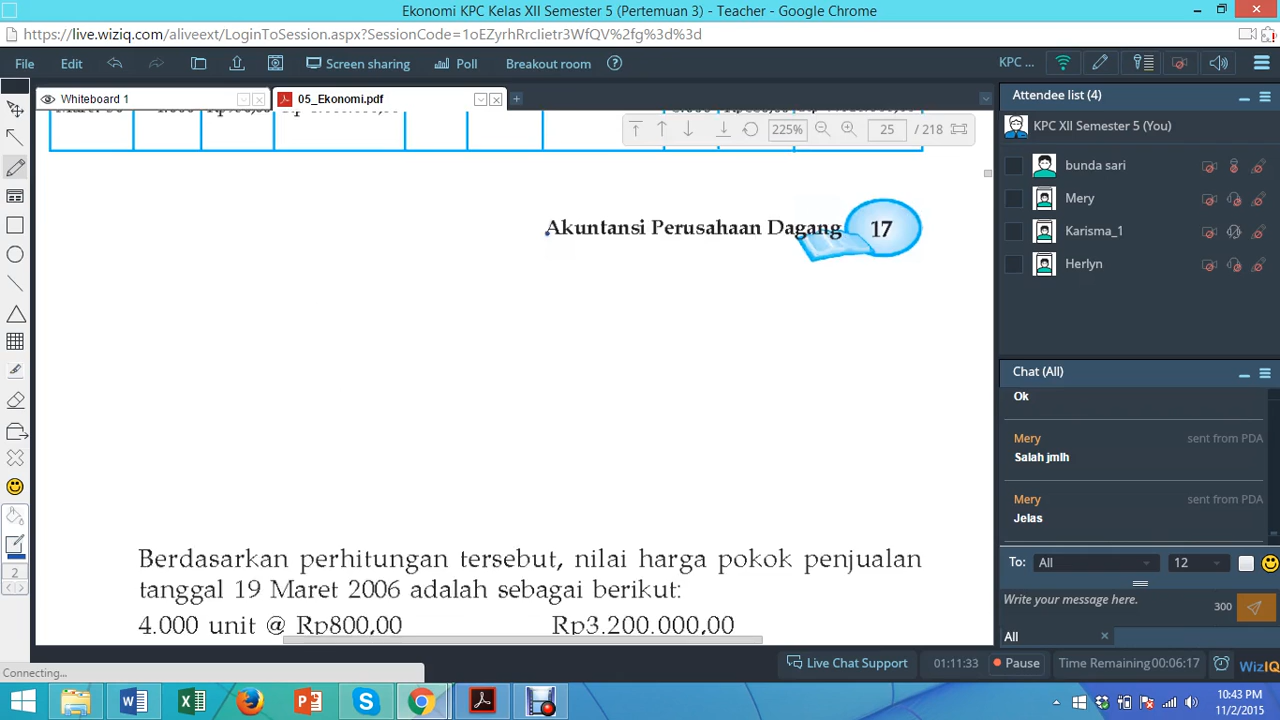 Ekonomi KPC Kelas XII Semester 5 (Pertemuan 3) - Teacher - Google Chrome
https://live.wiziq.com/aliveext/LoginToSession.aspx?SessionCode=1oEZyrhRrclietr3WfQV%2fg%3d%3d
File Edit Screen sharing Poll Breakout room KPC ...
Whiteboard 1 05_Ekonomi.pdf
Attendee list (4)
225% 25 / 218
KPC XII Semester 5 (You)
bunda sari
Mery
Karisma_1
Herlyn
Akuntansi Perusahaan Dagang 17
Chat (All)
Ok
Mery sent from PDA
Salah jmlh
Mery sent from PDA
Jelas
Berdasarkan perhitungan tersebut, nilai harga pokok penjualan
tanggal 19 Maret 2006 adalah sebagai berikut:
4.000 unit @ Rp800,00 Rp3.200.000,00
To: All 12
Write your message here. 300
All
2
Connecting...
Live Chat Support 01:11:33 Pause Time Remaining 00:06:17 WizIQ
10:43 PM
11/2/2015